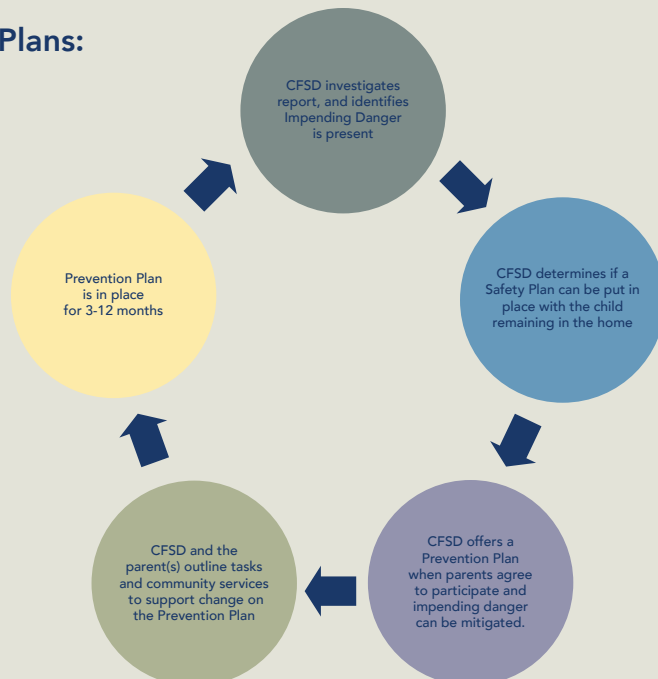 Plans:
CFSD investigates
report, and identifies
Impending Danger
is present
CFSD determines if a
Safety Plan can be put in
place with the child
remaining in the home
CFSD offers a
Prevention Plan
when parents agree
to participate and
impending danger
can be mitigated.
CFSD and the
parent(s) outline tasks
and community services
to support change on
the Prevention Plan
Prevention Plan
is in place
for 3-12 months